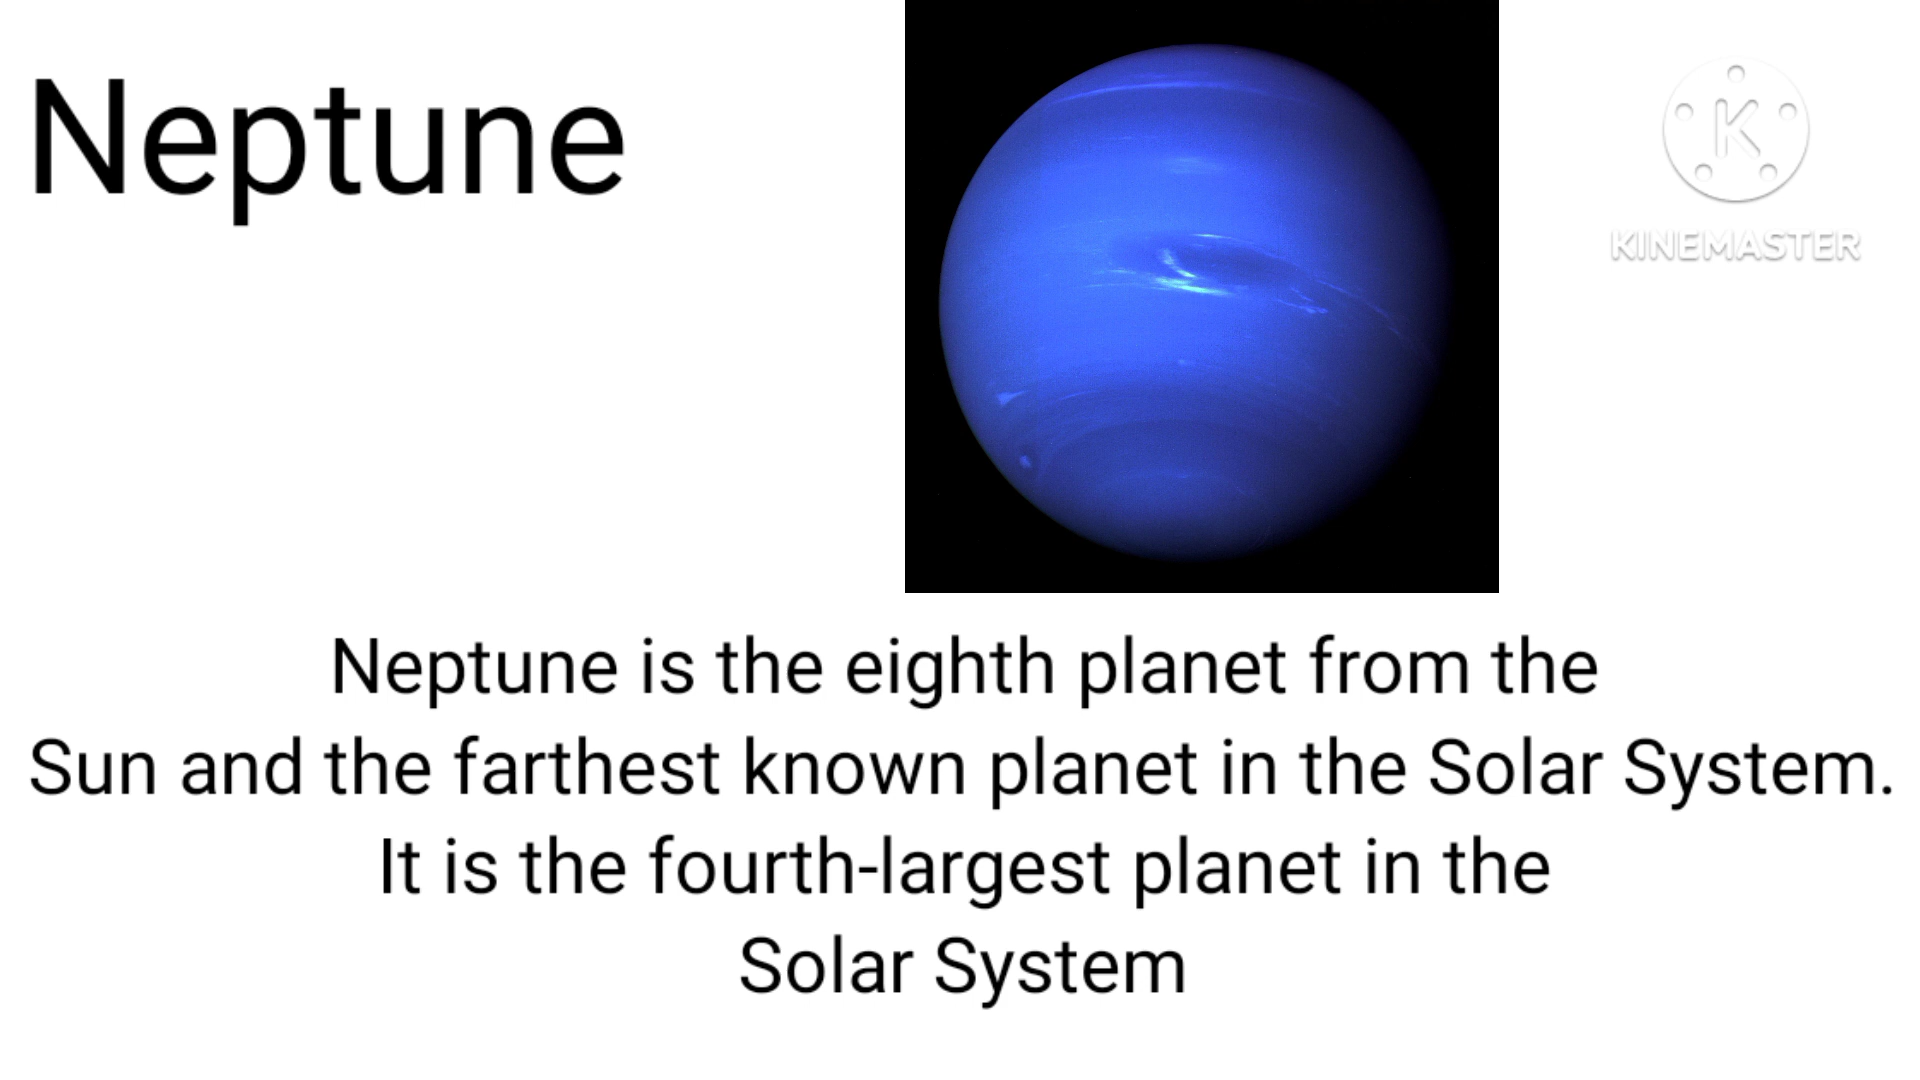 Neptune
K
KINEMASTER
Neptune is the eighth planet from the
Sun and the farthest known planet in the Solar System.
It is the fourth-largest planet in the
Solar System